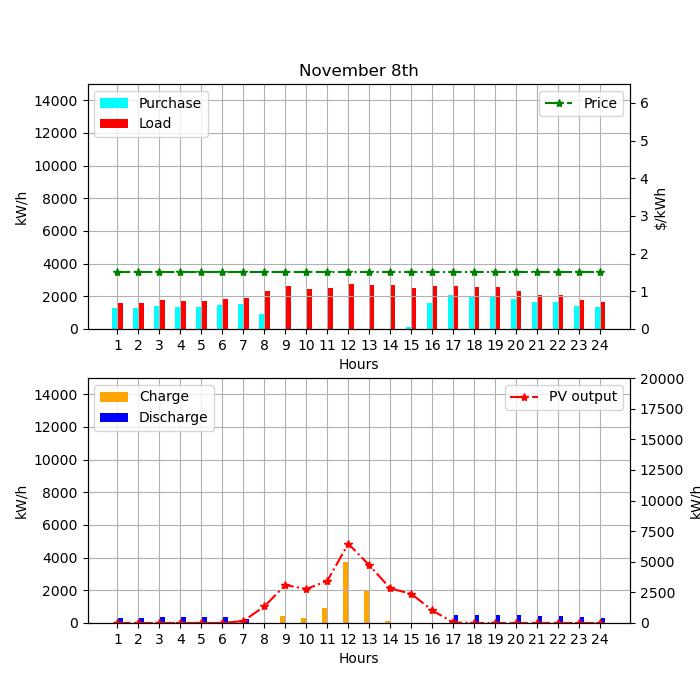 November 8th
Purchase
Load
Price
14000
12000
10000
8000
6000
4000
2000
0
kW/h
6
5
4
3
2
1
0
$/kWh
1 2 3 4 5 6 7 8 9 10 11 12 13 14 15 16 17 18 19 20 21 22 23 24
Hours
Charge
Discharge
PV output
14000
12000
10000
8000
6000
4000
2000
0
kW/h
20000
17500
15000
12500
10000
7500
5000
2500
0
kW/h
1 2 3 4 5 6 7 8 9 10 11 12 13 14 15 16 17 18 19 20 21 22 23 24
Hours